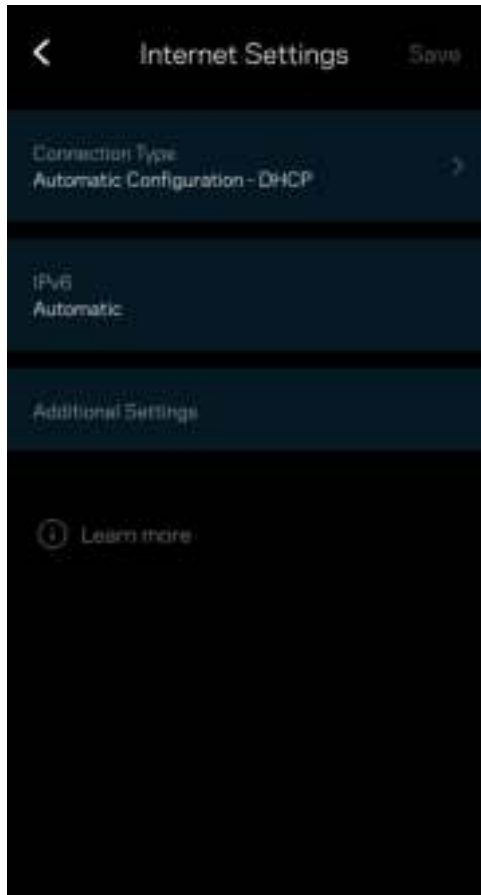 Internet Settings
Save
Connection Type
Automatic Configuration - DHCP
IPv6
Automatic
Additional Settings
Learn more